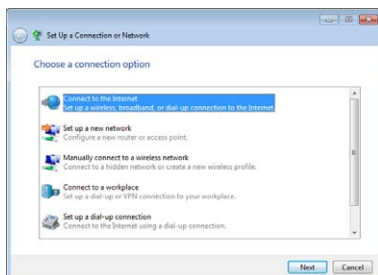 Set Up a Connection or Network
Choose a connection option
Connect to the Internet
Set up a wireless, broadband, or dial-up connection to the Internet.
Set up a new network
Configure a new router or access point.
Manually connect to a wireless network
Connect to a hidden network or create a new wireless profile.
Connect to a workplace
Set up a dial-up or VPN connection to your workplace.
Set up a dial-up connection
Connect to the Internet using a dial-up connection.
Next
Cancel